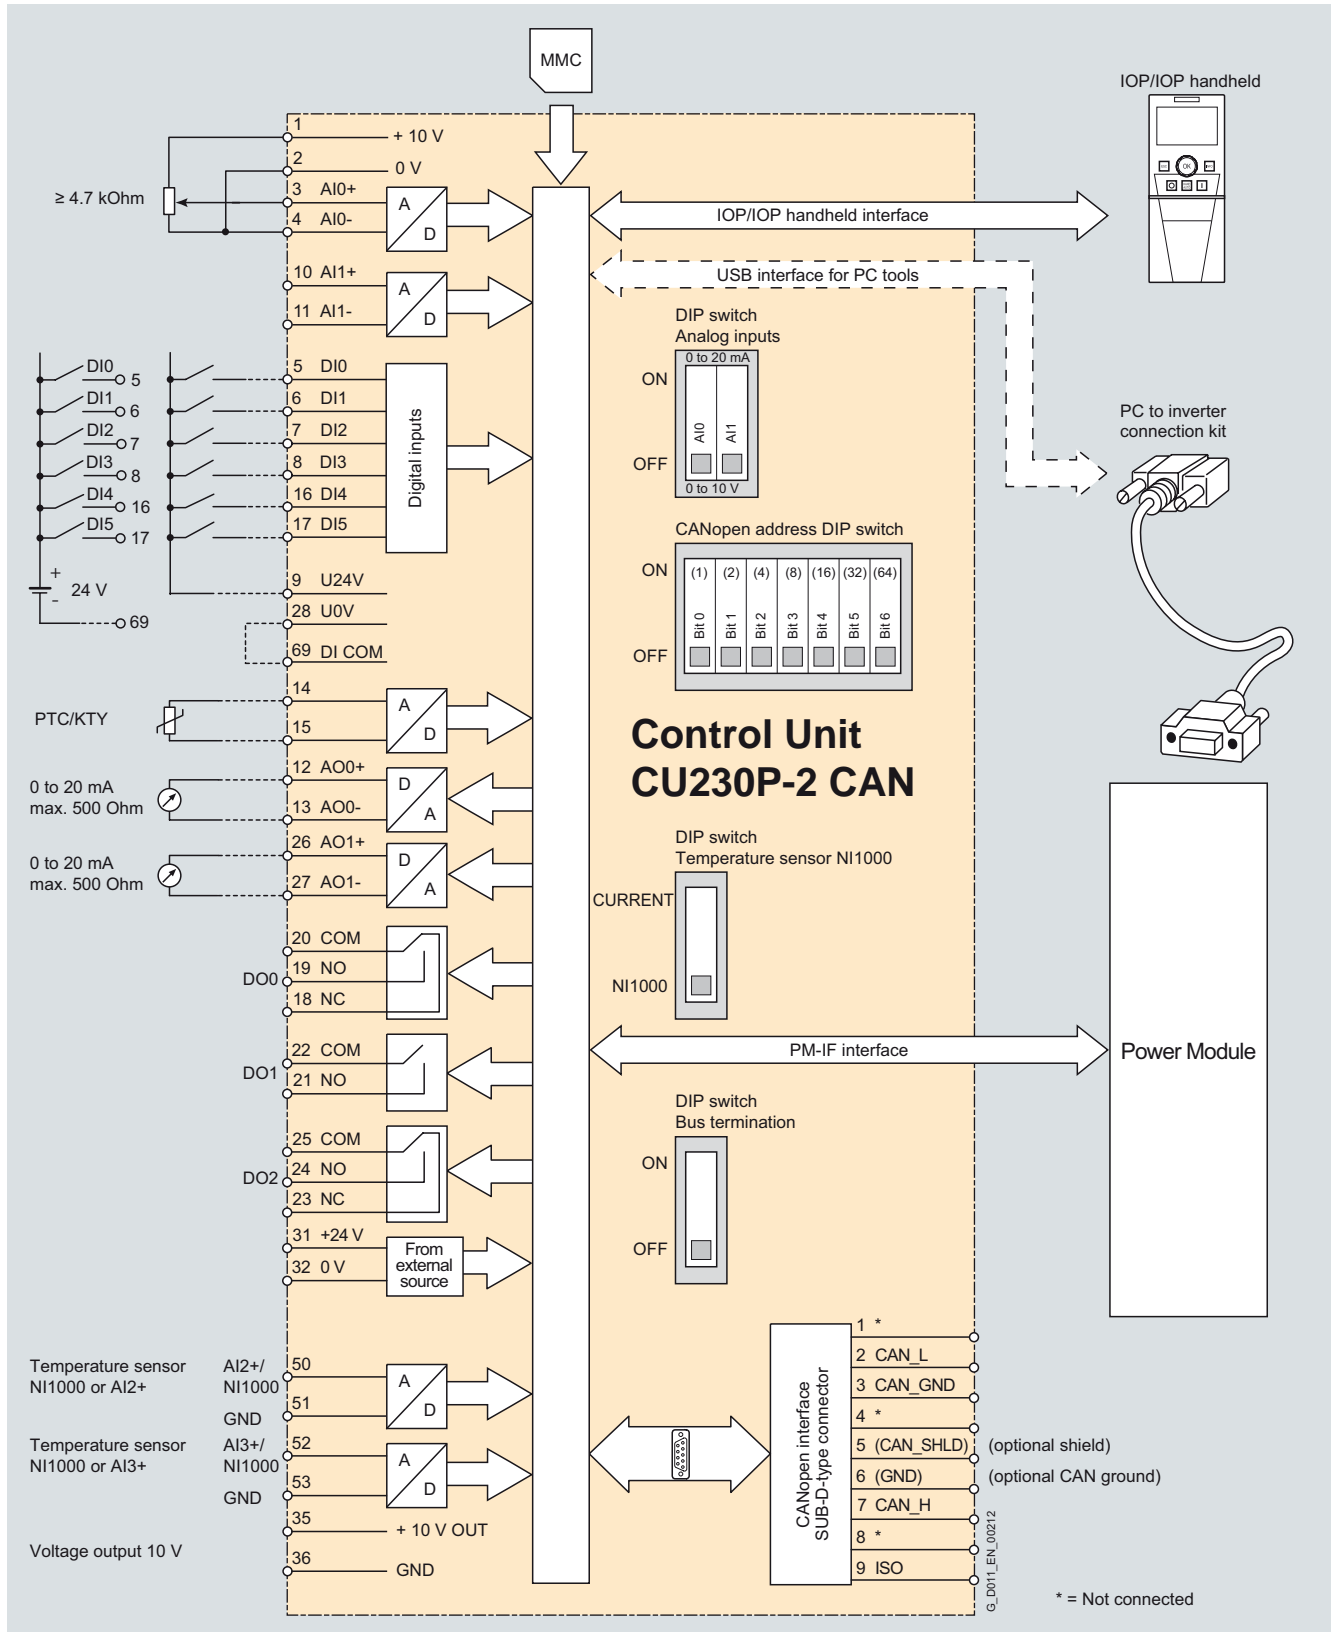 MMC
IOP/IOP handheld
1
+ 10 V
2
0 V
≥ 4.7 kOhm
3 AI0+
4 AI0-
A
D
IOP/IOP handheld interface
OK
10 AI1+
11 AI1-
A
D
USB interface for PC tools
DIP switch
Analog inputs
0 to 20 mA
ON
AI0
AI1
OFF
0 to 10 V
PC to inverter
connection kit
DI0
5
DI1
6
DI2
7
DI3
8
DI4
16
DI5
17
+
-
24 V
69
5 DI0
6 DI1
7 DI2
8 DI3
16 DI4
17 DI5
Digital inputs
9 U24V
28 U0V
69 DI COM
CANopen address DIP switch
ON
(1) (2) (4) (8) (16) (32) (64)
Bit 0 Bit 1 Bit 2 Bit 3 Bit 4 Bit 5 Bit 6
OFF
PTC/KTY
14
15
A
D
Control Unit
CU230P-2 CAN
0 to 20 mA
max. 500 Ohm
12 AO0+
13 AO0-
D
A
0 to 20 mA
max. 500 Ohm
26 AO1+
27 AO1-
D
A
DIP switch
Temperature sensor NI1000
CURRENT
NI1000
DO0
20 COM
19 NO
18 NC
DO1
22 COM
21 NO
PM-IF interface
Power Module
DIP switch
Bus termination
ON
OFF
DO2
25 COM
24 NO
23 NC
31 +24 V
32 0 V
From
external
source
Temperature sensor
NI1000 or AI2+
AI2+/
NI1000
GND
50
51
A
D
Temperature sensor
NI1000 or AI3+
AI3+/
NI1000
GND
52
53
A
D
Voltage output 10 V
35
+ 10 V OUT
36
GND
CANopen interface
SUB-D-type connector
1 *
2 CAN_L
3 CAN_GND
4 *
5 (CAN_SHLD) (optional shield)
6 (GND) (optional CAN ground)
7 CAN_H
8 *
9 ISO
G_D011_EN_00212
* = Not connected